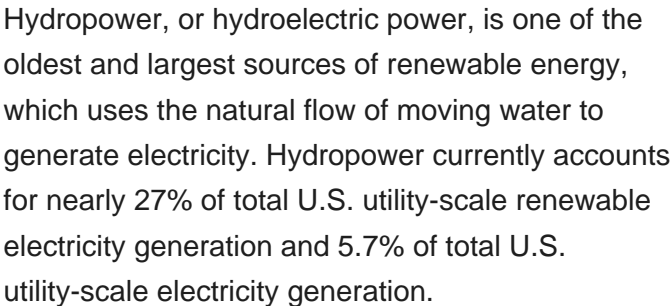 Hydropower, or hydroelectric power, is one of the
oldest and largest sources of renewable energy,
which uses the natural flow of moving water to
generate electricity. Hydropower currently accounts
for nearly 27% of total U.S. utility-scale renewable
electricity generation and 5.7% of total U.S.
utility-scale electricity generation.